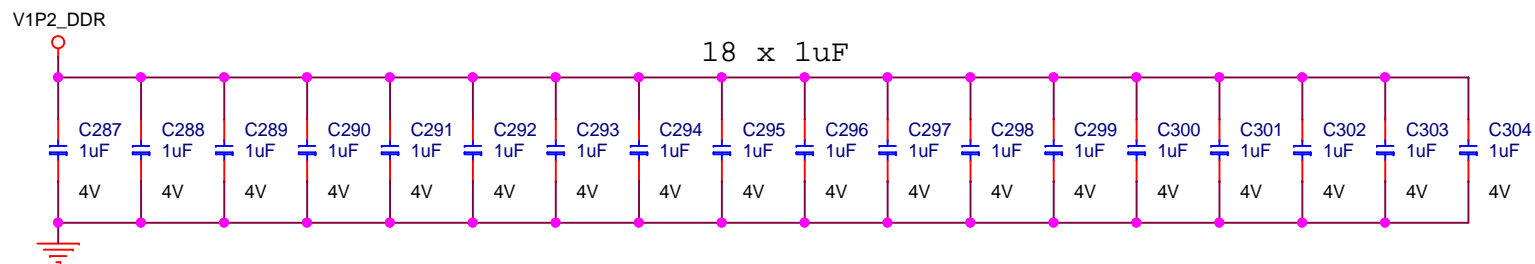 V1P2_DDR
18 x 1uF
C287 C288 C289 C290 C291 C292 C293 C294 C295 C296 C297 C298 C299 C300 C301 C302 C303 C304
1uF 1uF 1uF 1uF 1uF 1uF 1uF 1uF 1uF 1uF 1uF 1uF 1uF 1uF 1uF 1uF 1uF 1uF
4V 4V 4V 4V 4V 4V 4V 4V 4V 4V 4V 4V 4V 4V 4V 4V 4V 4V